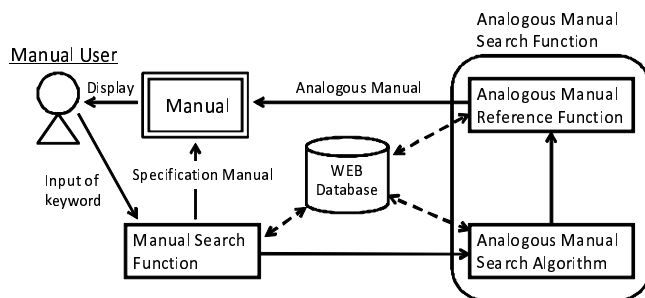 Analogous Manual
Search Function
Manual User
Display
Manual
Analogous Manual
Analogous Manual
Reference Function
Input of
keyword
Specification Manual
WEB
Database
Manual Search
Function
Analogous Manual
Search Algorithm